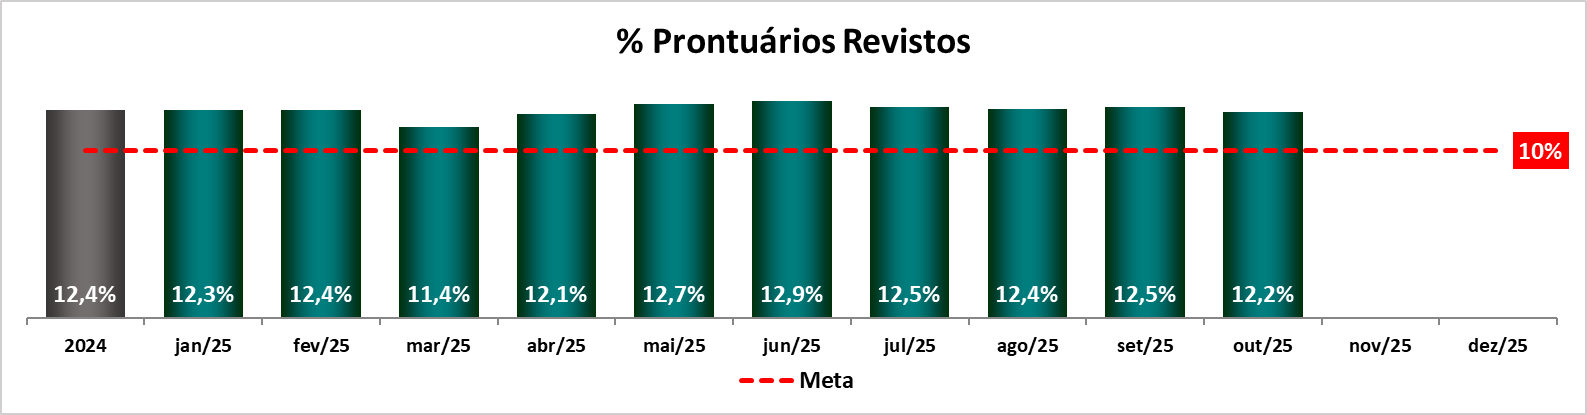 % Prontuários Revistos
10%
12,4% 12,3% 12,4% 11,4% 12,1% 12,7% 12,9% 12,5% 12,4% 12,5% 12,2%
2024 jan/25 fev/25 mar/25 abr/25 mai/25 jun/25 jul/25 ago/25 set/25 out/25 nov/25 dez/25
Meta